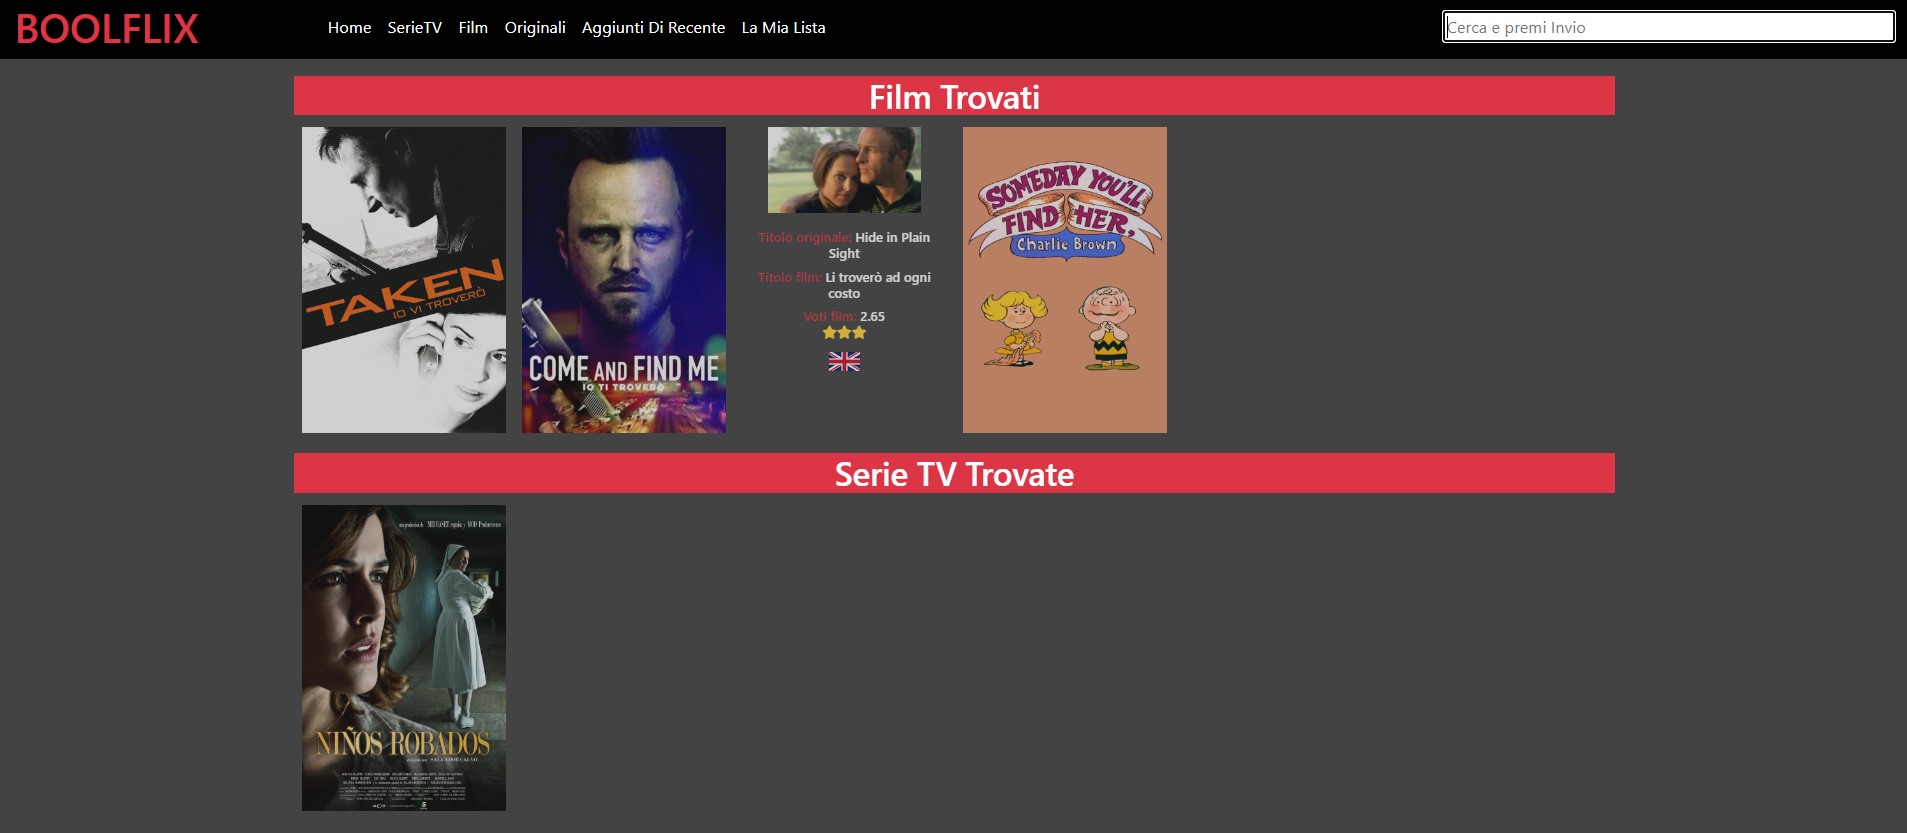 BOOLFLIX
Home SerieTV Film Originali Aggiunti Di Recente La Mia Lista
Cerca e premi Invio
Film Trovati
TAKEN
IO VI TROVERÒ
COME AND FIND ME
IO TI TROVERÒ
Titolo originale: Hide in Plain
Sight
Titolo film: Li troverò ad ogni
costo
Voti film: 2.65
SOMEDAY YOU'LL
FIND HER,
Charlie Brown
Serie TV Trovate
NIÑOS ROBADOS
SALVADOR CALVO